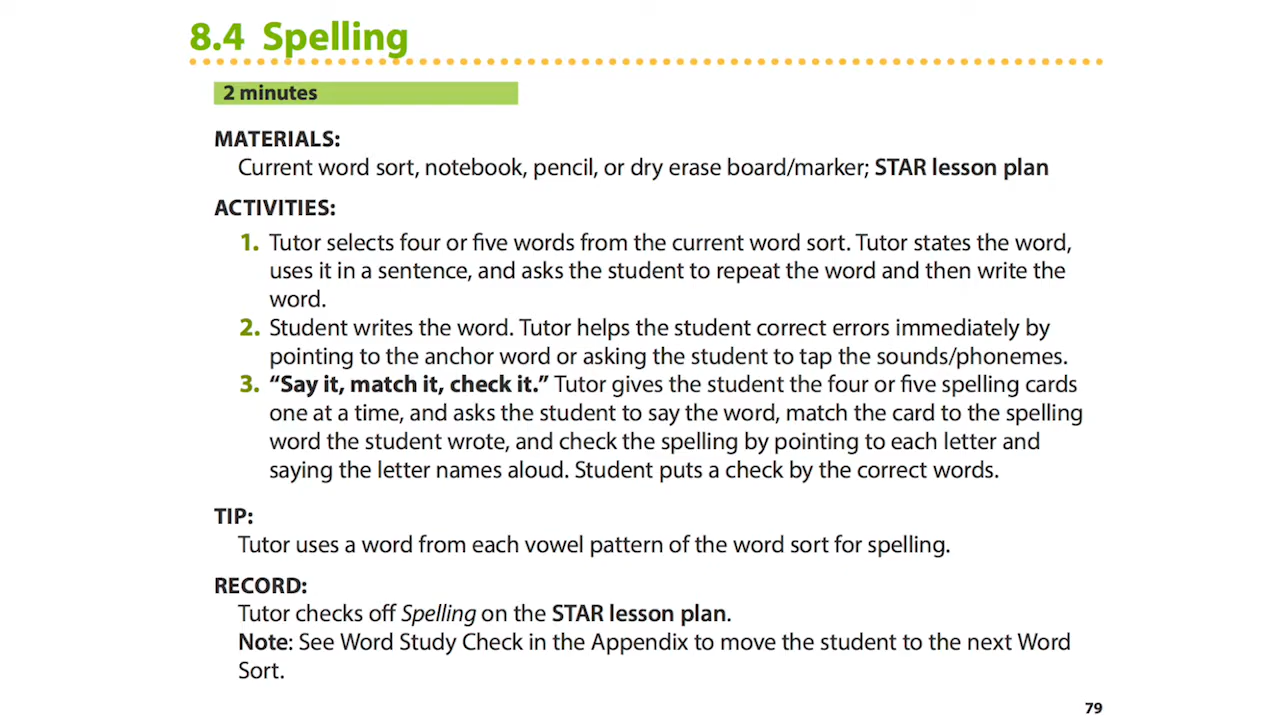 8.4 Spelling
2 minutes
MATERIALS:
Current word sort, notebook, pencil, or dry erase board/marker; STAR lesson plan
ACTIVITIES:
1. Tutor selects four or five words from the current word sort. Tutor states the word,
uses it in a sentence, and asks the student to repeat the word and then write the
word.
2. Student writes the word. Tutor helps the student correct errors immediately by
pointing to the anchor word or asking the student to tap the sounds/phonemes.
3. “Say it, match it, check it.” Tutor gives the student the four or five spelling cards
one at a time, and asks the student to say the word, match the card to the spelling
word the student wrote, and check the spelling by pointing to each letter and
saying the letter names aloud. Student puts a check by the correct words.
TIP:
Tutor uses a word from each vowel pattern of the word sort for spelling.
RECORD:
Tutor checks off Spelling on the STAR lesson plan.
Note: See Word Study Check in the Appendix to move the student to the next Word
Sort.
79